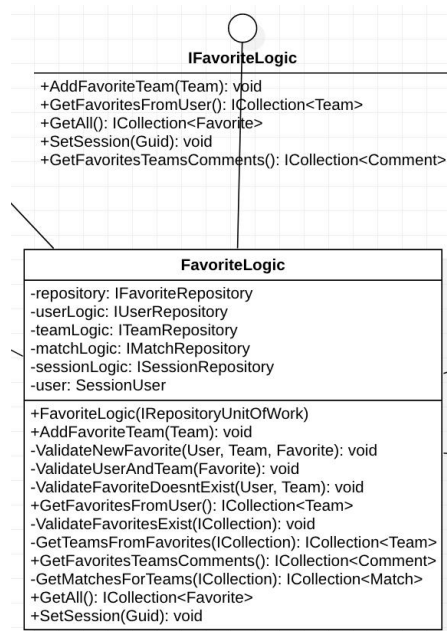 IFavoriteLogic
+AddFavoriteTeam(Team): void
+GetFavoritesFromUser(): ICollection<Team>
+GetAll(): ICollection<Favorite>
+SetSession(Guid): void
+GetFavoritesTeamsComments(): ICollection<Comment>
FavoriteLogic
-repository: IFavoriteRepository
-userLogic: IUserRepository
-teamLogic: ITeamRepository
-matchLogic: IMatchRepository
-sessionLogic: ISessionRepository
-user: SessionUser
+FavoriteLogic(IRepositoryUnitOfWork)
+AddFavoriteTeam(Team): void
-ValidateNewFavorite(User, Team, Favorite): void
-ValidateUserAndTeam(Favorite): void
-ValidateFavoriteDoesntExist(User, Team): void
+GetFavoritesFromUser(): ICollection<Team>
-ValidateFavoritesExist(ICollection): void
-GetTeamsFromFavorites(ICollection): ICollection<Team>
+GetFavoritesTeamsComments(): ICollection<Comment>
-GetMatchesForTeams(ICollection): ICollection<Match>
+GetAll(): ICollection<Favorite>
+SetSession(Guid): void